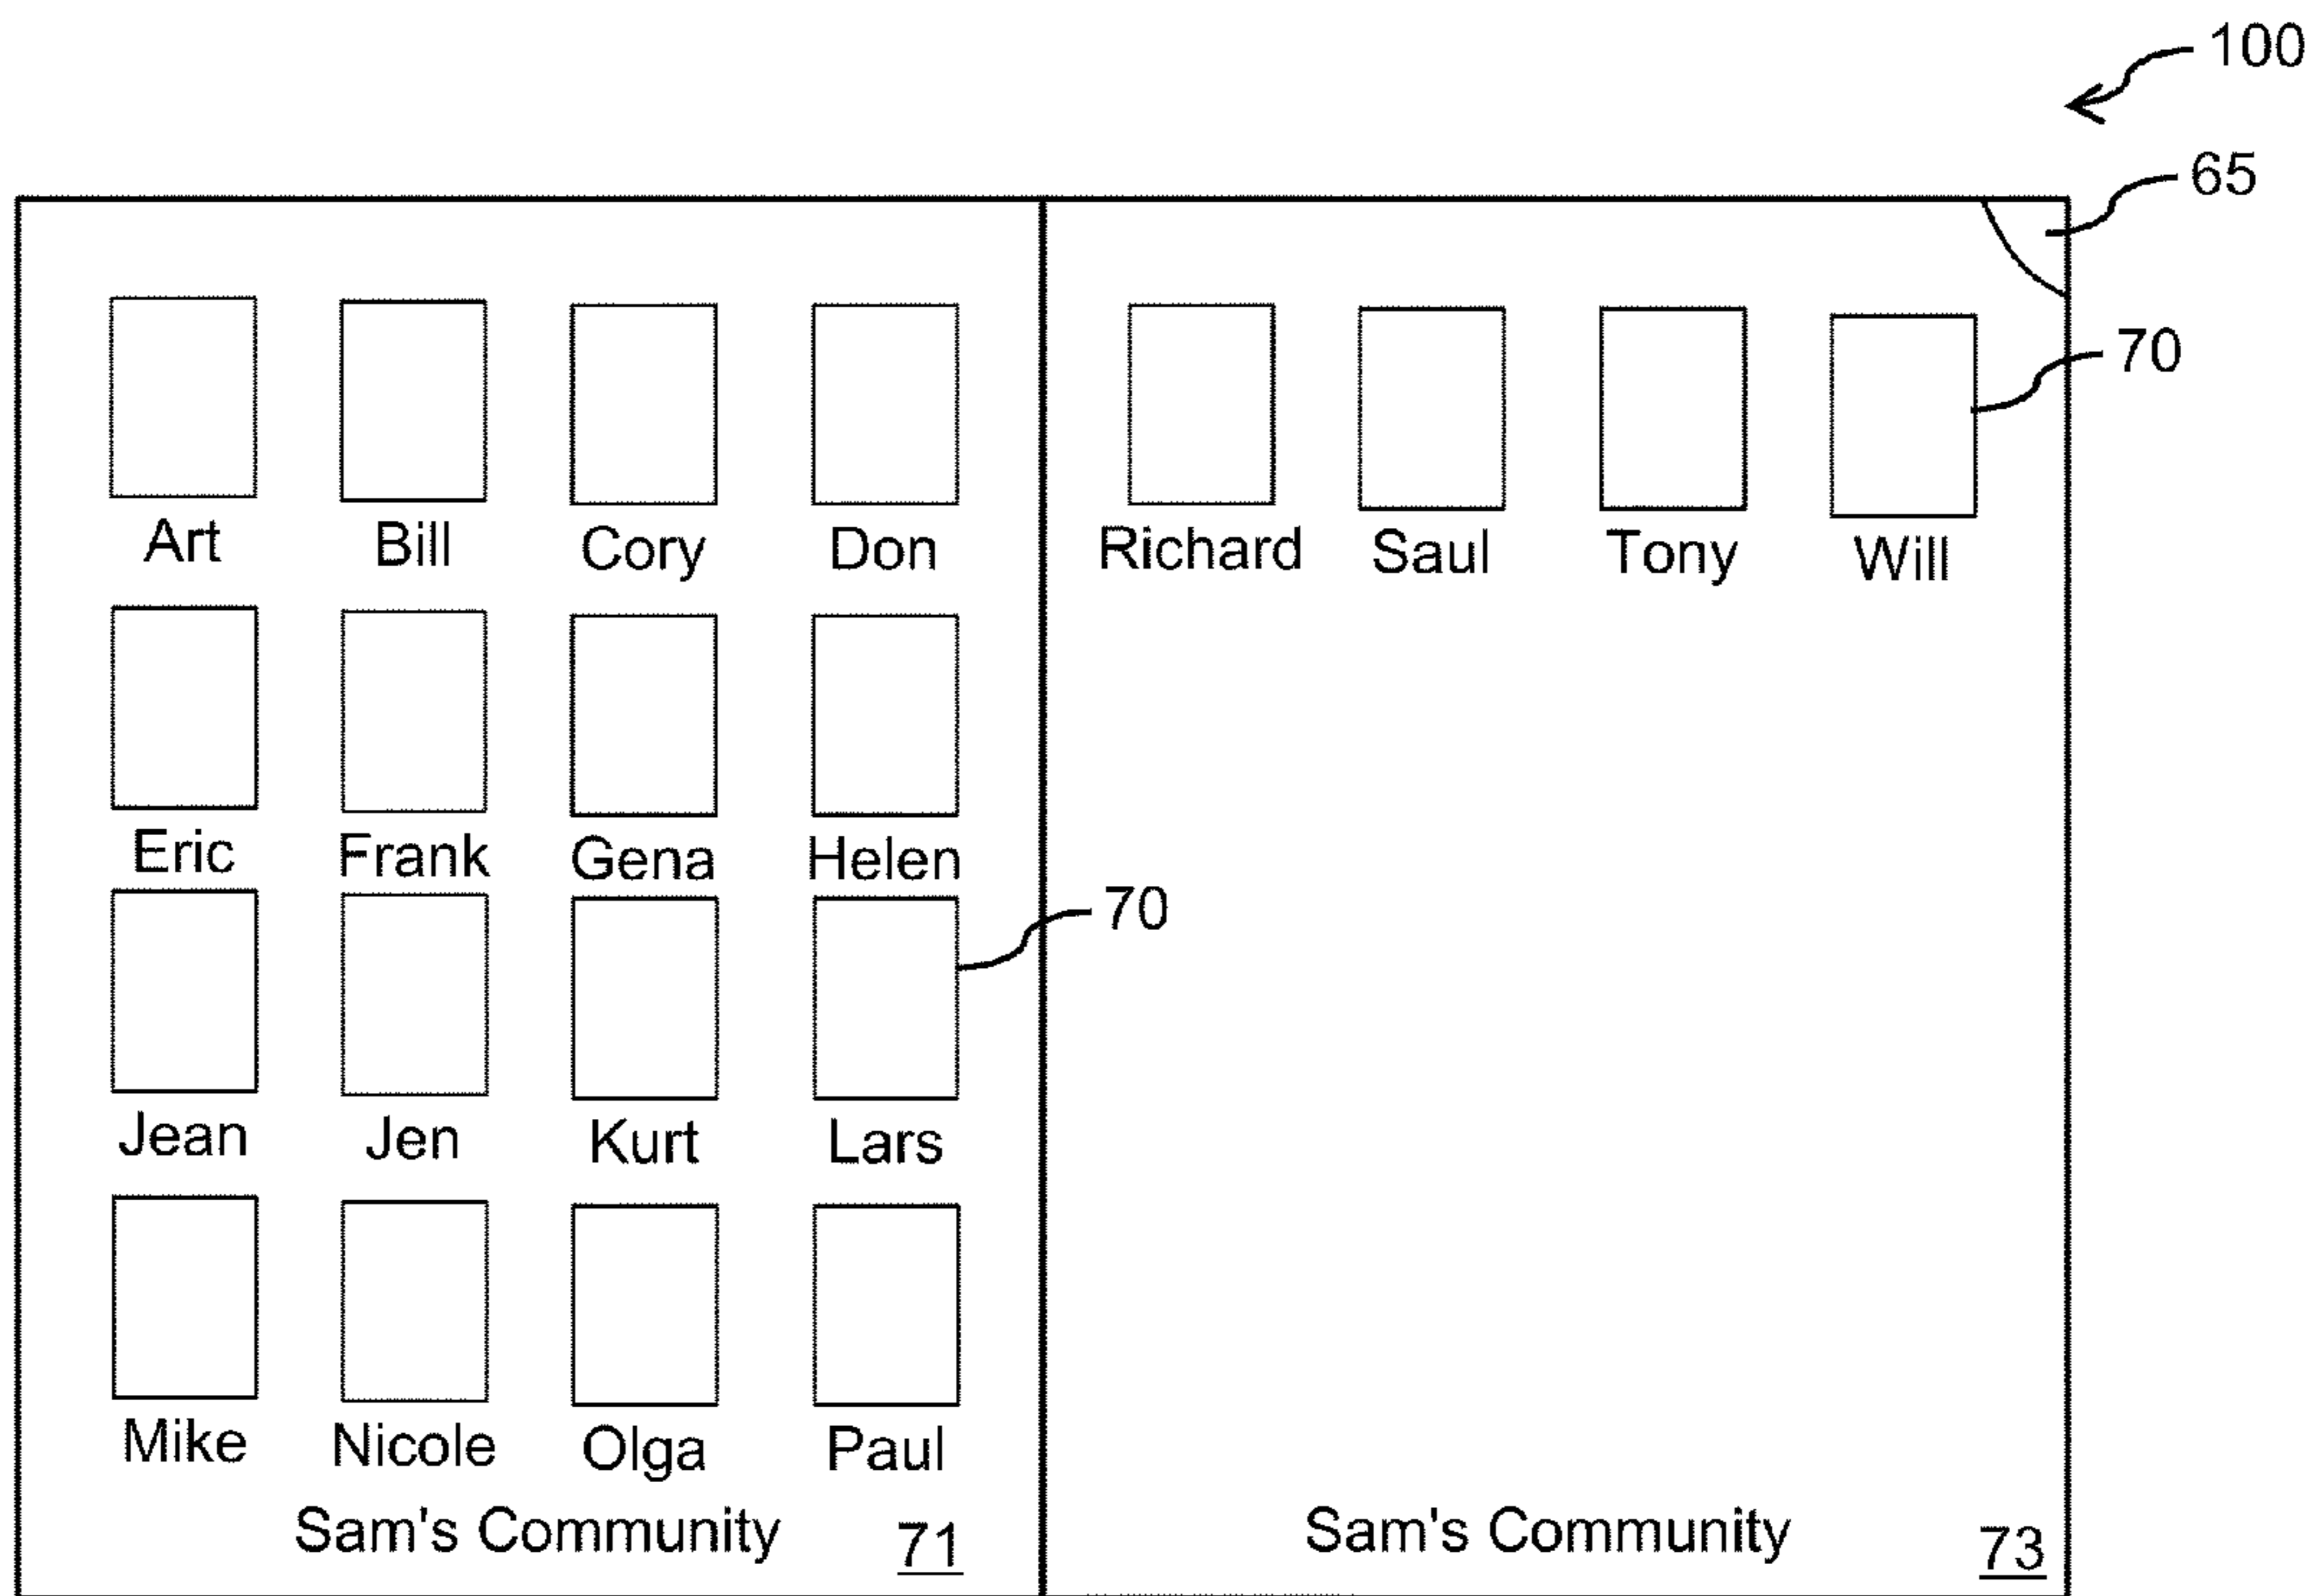 100
65
70
Art Bill Cory Don
Richard Saul Tony Will
Eric Frank Gena Helen
70
Jean Jen Kurt Lars
Mike Nicole Olga Paul
Sam's Community 71
Sam's Community 73